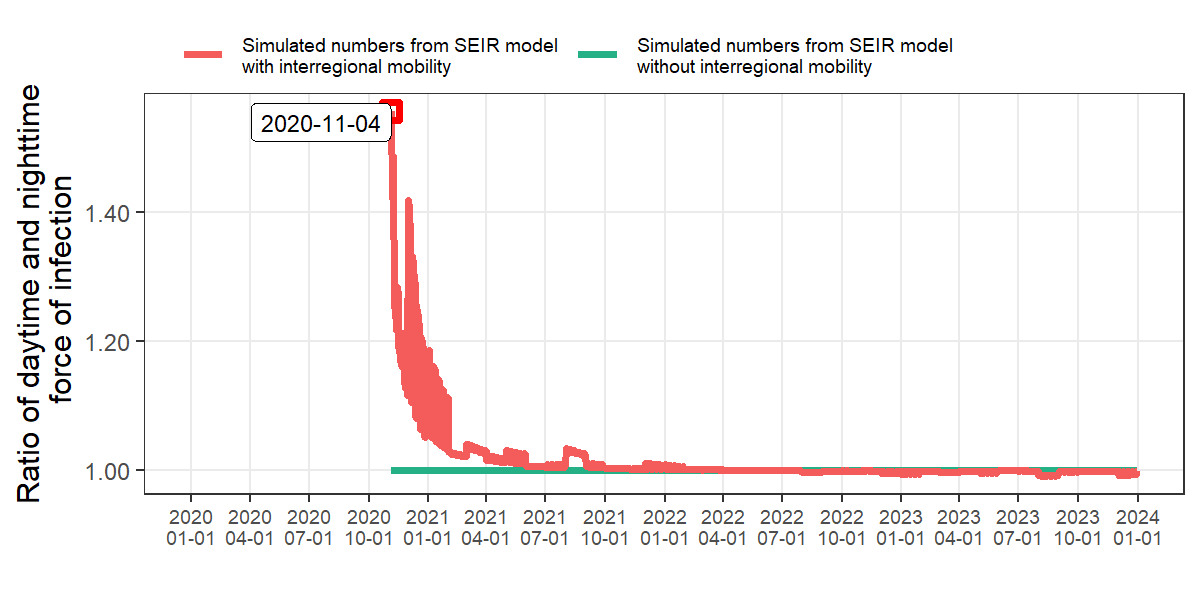 Simulated numbers from SEIR model
with interregional mobility
Simulated numbers from SEIR model
without interregional mobility
Ratio of daytime and nighttime
force of infection
2020-11-04
1.40
1.20
1.00
2020 2020 2020 2020 2021 2021 2021 2021 2022 2022 2022 2022 2023 2023 2023 2023 2024
01-01 04-01 07-01 10-01 01-01 04-01 07-01 10-01 01-01 04-01 07-01 10-01 01-01 04-01 07-01 10-01 01-01